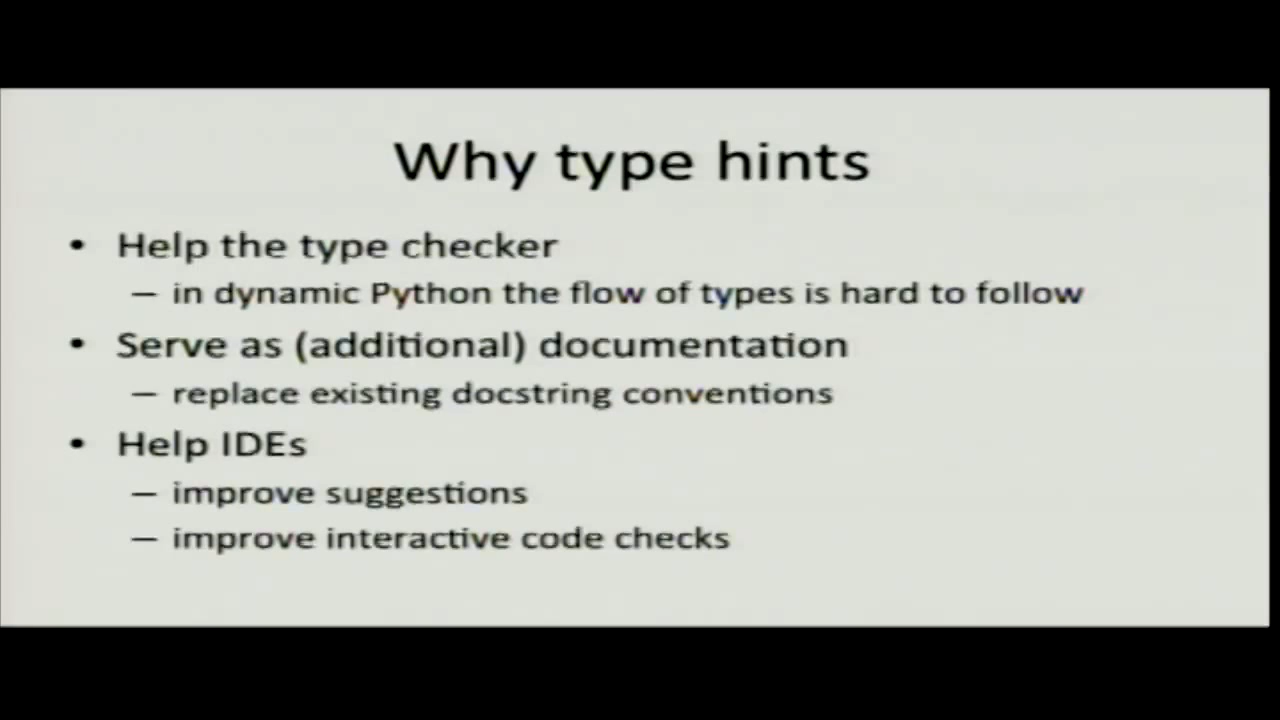 Why type hints
• Help the type checker
– in dynamic Python the flow of types is hard to follow
• Serve as (additional) documentation
– replace existing docstring conventions
• Help IDEs
– improve suggestions
– improve interactive code checks